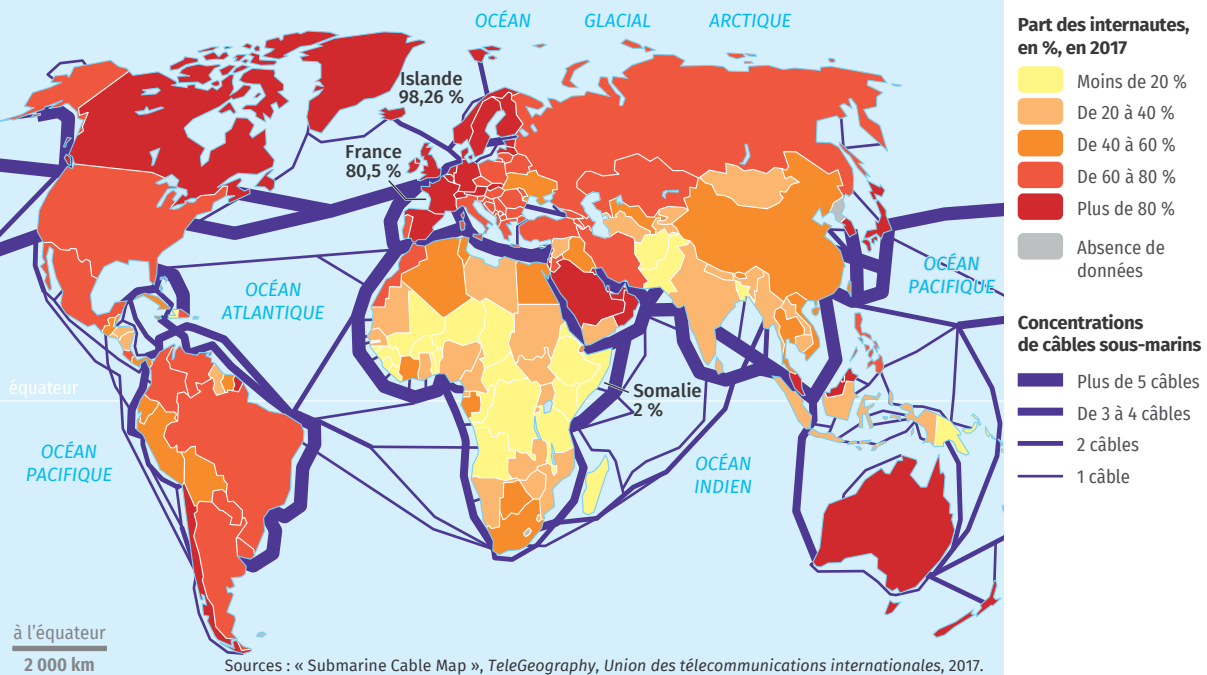 OCÉAN GLACIAL ARCTIQUE
Islande
98,26 %
France
80,5 %
OCÉAN
ATLANTIQUE
OCÉAN
PACIFIQUE
équateur
Somalie
2 %
OCÉAN
PACIFIQUE
OCÉAN
INDIEN
à l'équateur
2 000 km
Sources : « Submarine Cable Map », TeleGeography, Union des télecommunications internationales, 2017.
Part des internautes,
en %, en 2017
Moins de 20 %
De 20 à 40 %
De 40 à 60 %
De 60 à 80 %
Plus de 80 %
Absence de
données
Concentrations
de câbles sous-marins
Plus de 5 câbles
De 3 à 4 câbles
2 câbles
1 câble